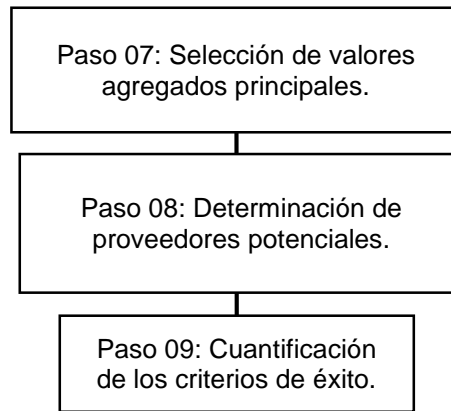 Paso 07: Selección de valores
agregados principales.
Paso 08: Determinación de
proveedores potenciales.
Paso 09: Cuantificación
de los criterios de éxito.